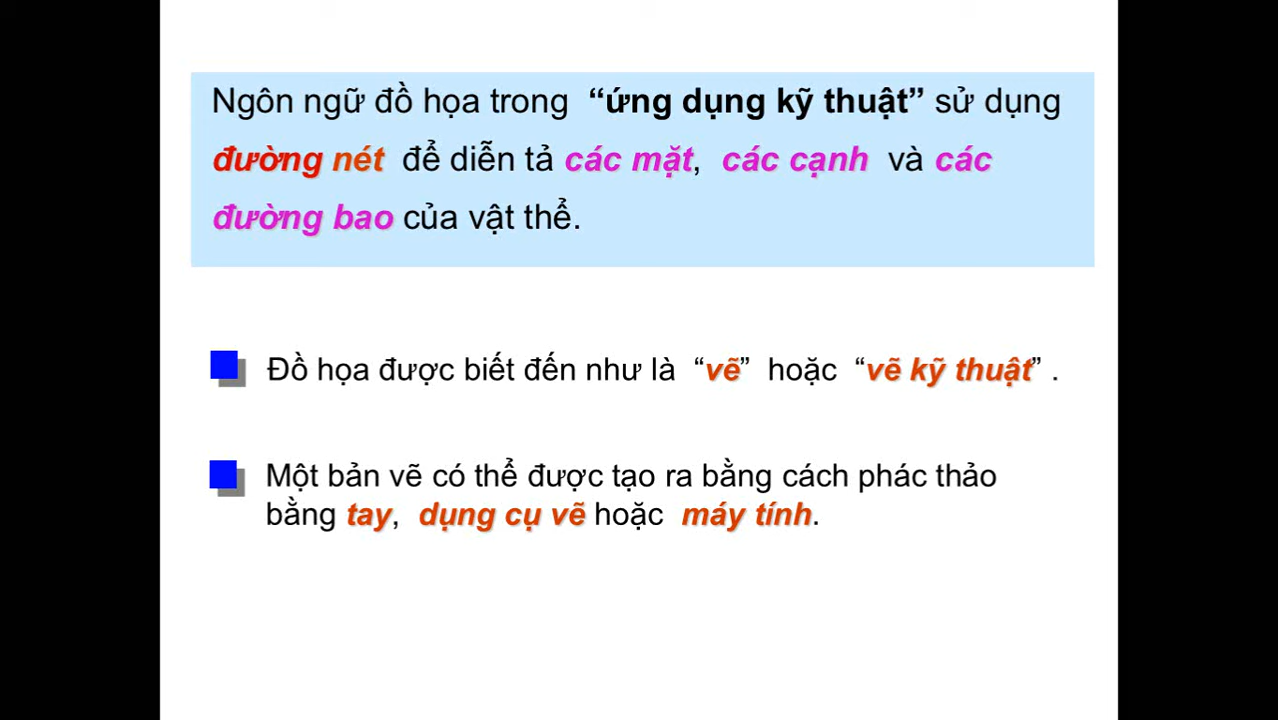 Ngôn ngữ đồ họa trong “ứng dụng kỹ thuật” sử dụng
đường nét để diễn tả các mặt, các cạnh và các
đường bao của vật thể.
Đồ họa được biết đến như là “vẽ” hoặc “vẽ kỹ thuật” .
Một bản vẽ có thể được tạo ra bằng cách phác thảo
bằng tay, dụng cụ vẽ hoặc máy tính.